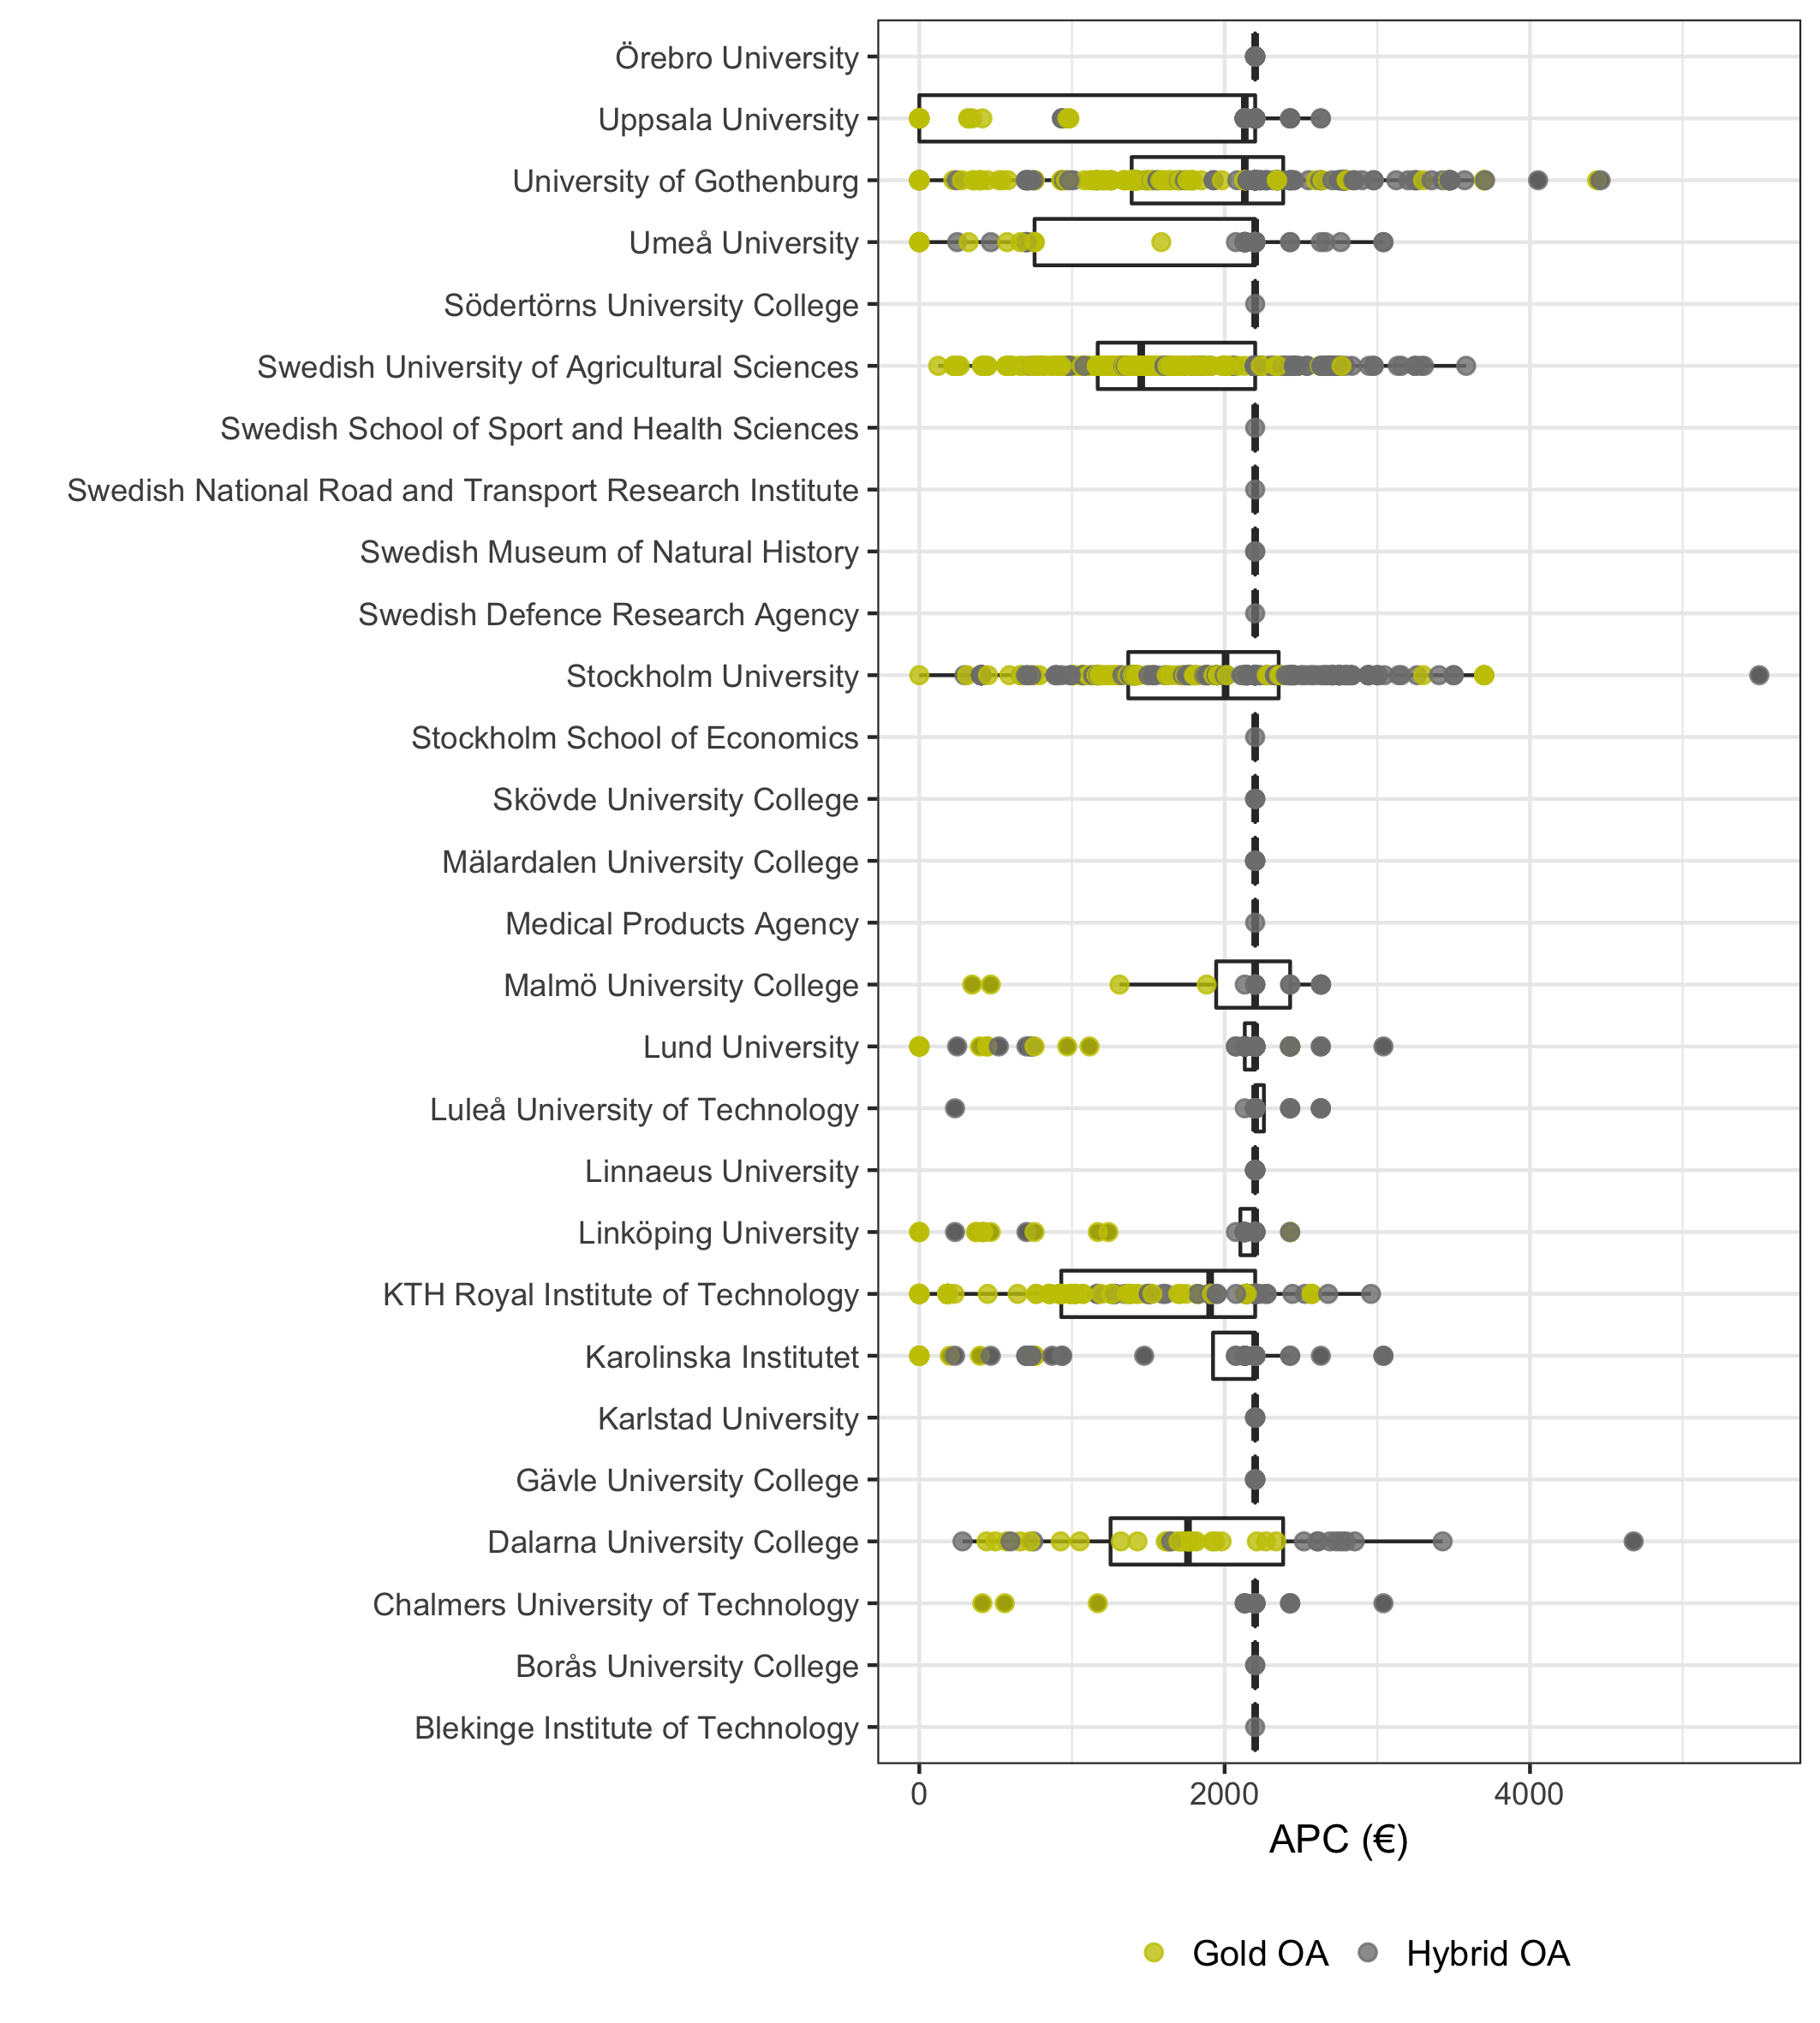 Örebro University
Uppsala University
University of Gothenburg
Umeå University
Södertörns University College
Swedish University of Agricultural Sciences
Swedish School of Sport and Health Sciences
Swedish National Road and Transport Research Institute
Swedish Museum of Natural History
Swedish Defence Research Agency
Stockholm University
Stockholm School of Economics
Skövde University College
Mälardalen University College
Medical Products Agency
Malmö University College
Lund University
Luleå University of Technology
Linnaeus University
Linköping University
KTH Royal Institute of Technology
Karolinska Institutet
Karlstad University
Gävle University College
Dalarna University College
Chalmers University of Technology
Borås University College
Blekinge Institute of Technology
0 2000 4000
APC (€)
Gold OA Hybrid OA